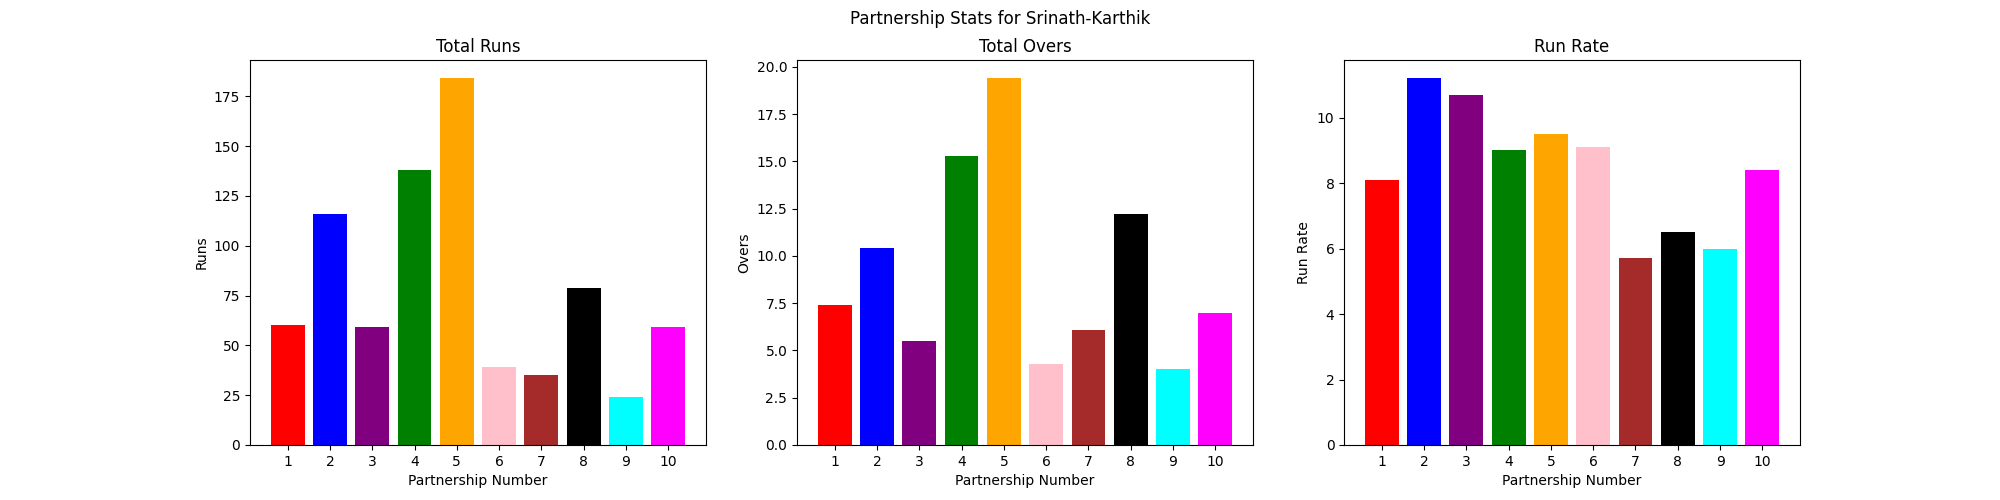 Partnership Stats for Srinath-Karthik
Total Runs
Runs
175
150
125
100
75
50
25
0
1 2 3 4 5 6 7 8 9 10
Partnership Number
Total Overs
Overs
20.0
17.5
15.0
12.5
10.0
7.5
5.0
2.5
0.0
1 2 3 4 5 6 7 8 9 10
Partnership Number
Run Rate
Run Rate
10
8
6
4
2
0
1 2 3 4 5 6 7 8 9 10
Partnership Number